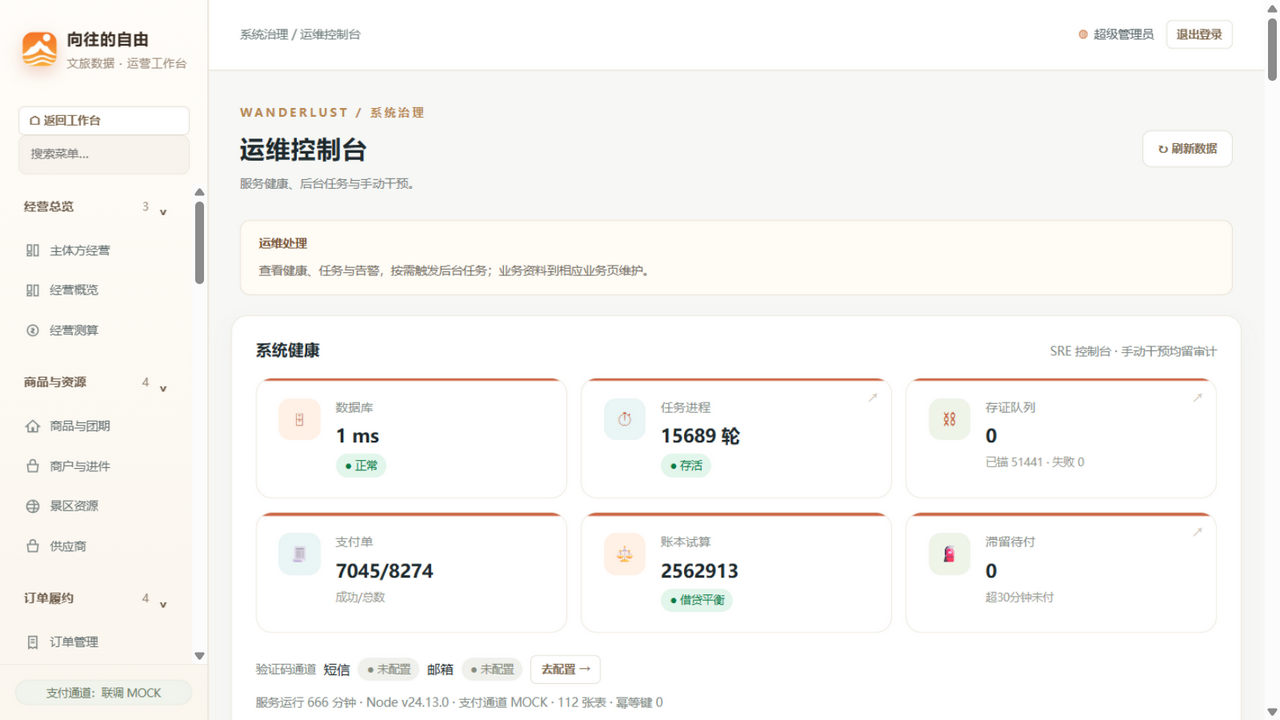 向往的自由
文旅数据 · 运营工作台
返回工作台
搜索菜单...
经营总览 3
主体方经营
经营概览
经营测算
商品与资源 4
商品与团期
商户与进件
景区资源
供应商
订单履约 4
订单管理
支付通道：联调 MOCK
系统治理 / 运维控制台
超级管理员
退出登录
WANDERLUST / 系统治理
运维控制台
服务健康、后台任务与手动干预。
↻ 刷新数据
运维处理
查看健康、任务与告警，按需触发后台任务；业务资料到相应业务页维护。
系统健康
SRE 控制台 · 手动干预均留审计
数据库
1 ms
正常
任务进程
15689 轮
存活
存证队列
0
已锚 51441 · 失败 0
支付单
7045/8274
成功/总数
账本试算
2562913
借贷平衡
滞留待付
0
超30分钟未付
验证码通道 短信 未配置 邮箱 未配置 去配置 →
服务运行 666 分钟 · Node v24.13.0 · 支付通道 MOCK · 112 张表 · 幂等键 0